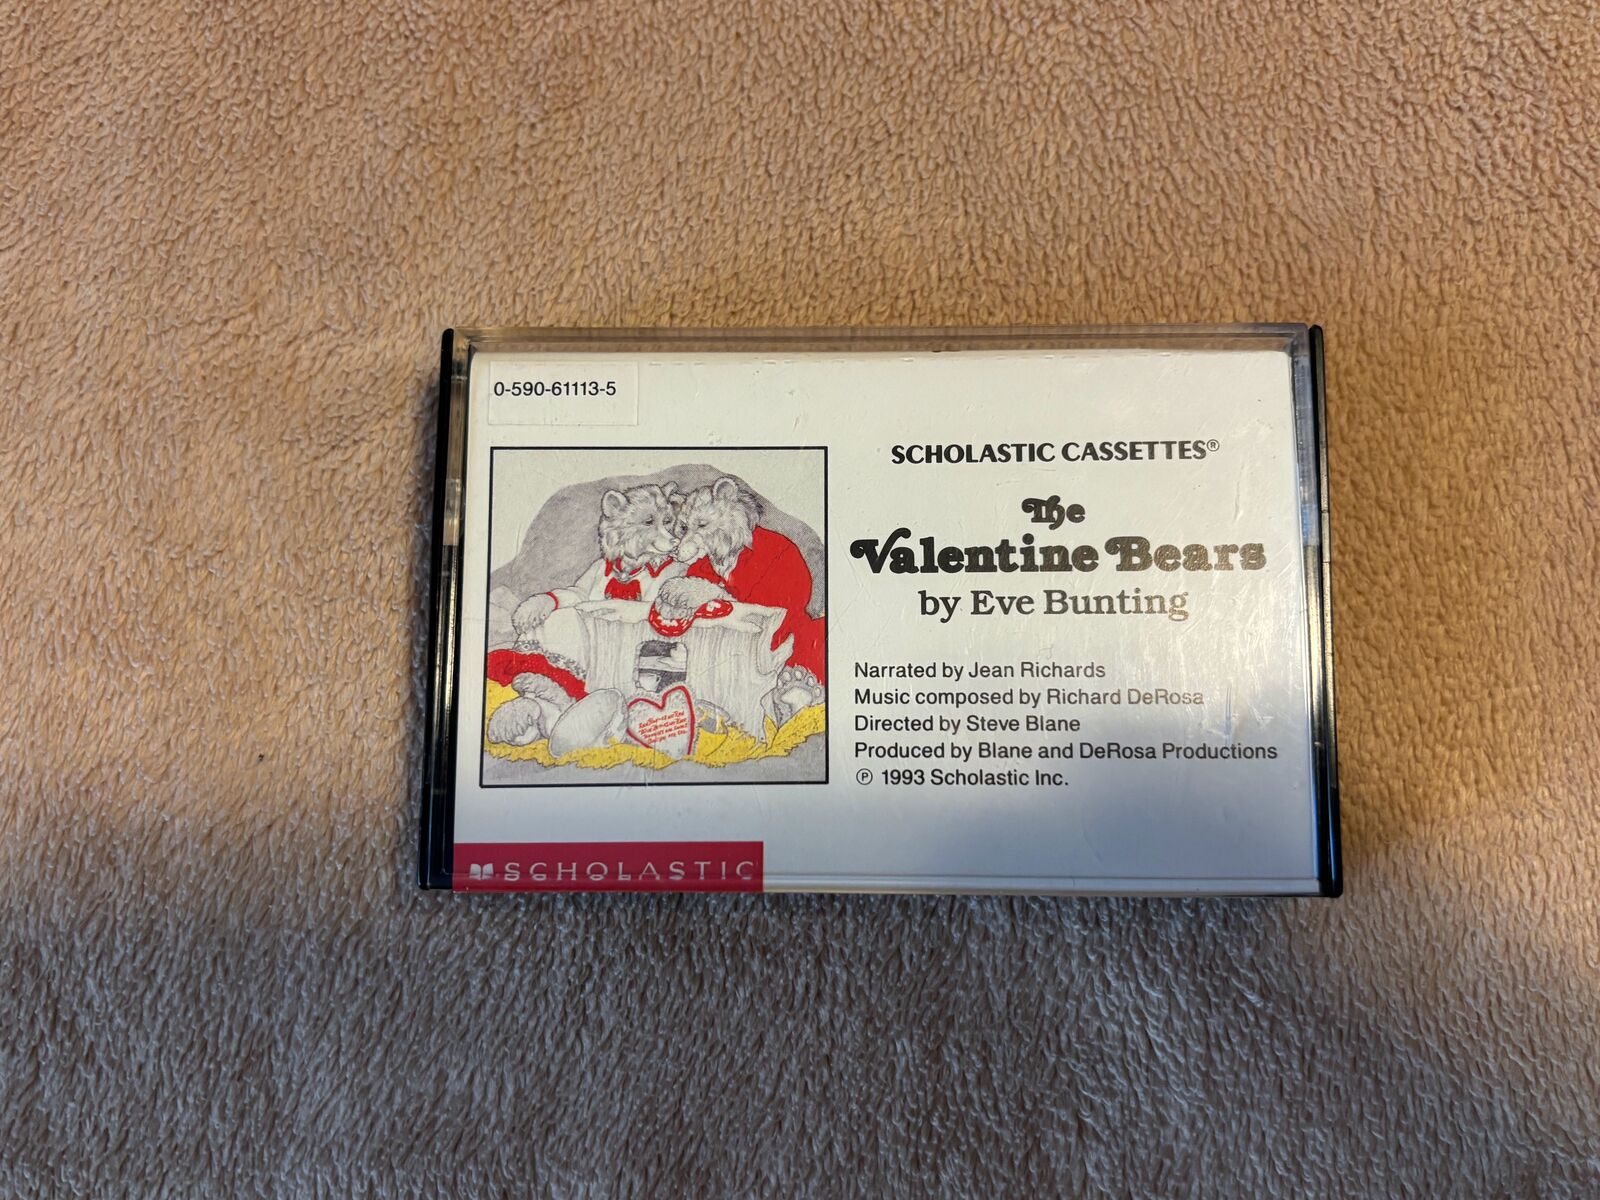 0-590-61113-5
SCHOLASTIC CASSETTES®
The
Valentine Bears
by Eve Bunting
Narrated by Jean Richards
Music composed by Richard DeRosa
Directed by Steve Blane
Produced by Blane and DeRosa Productions
℗ 1993 Scholastic Inc.
SCHOLASTIC